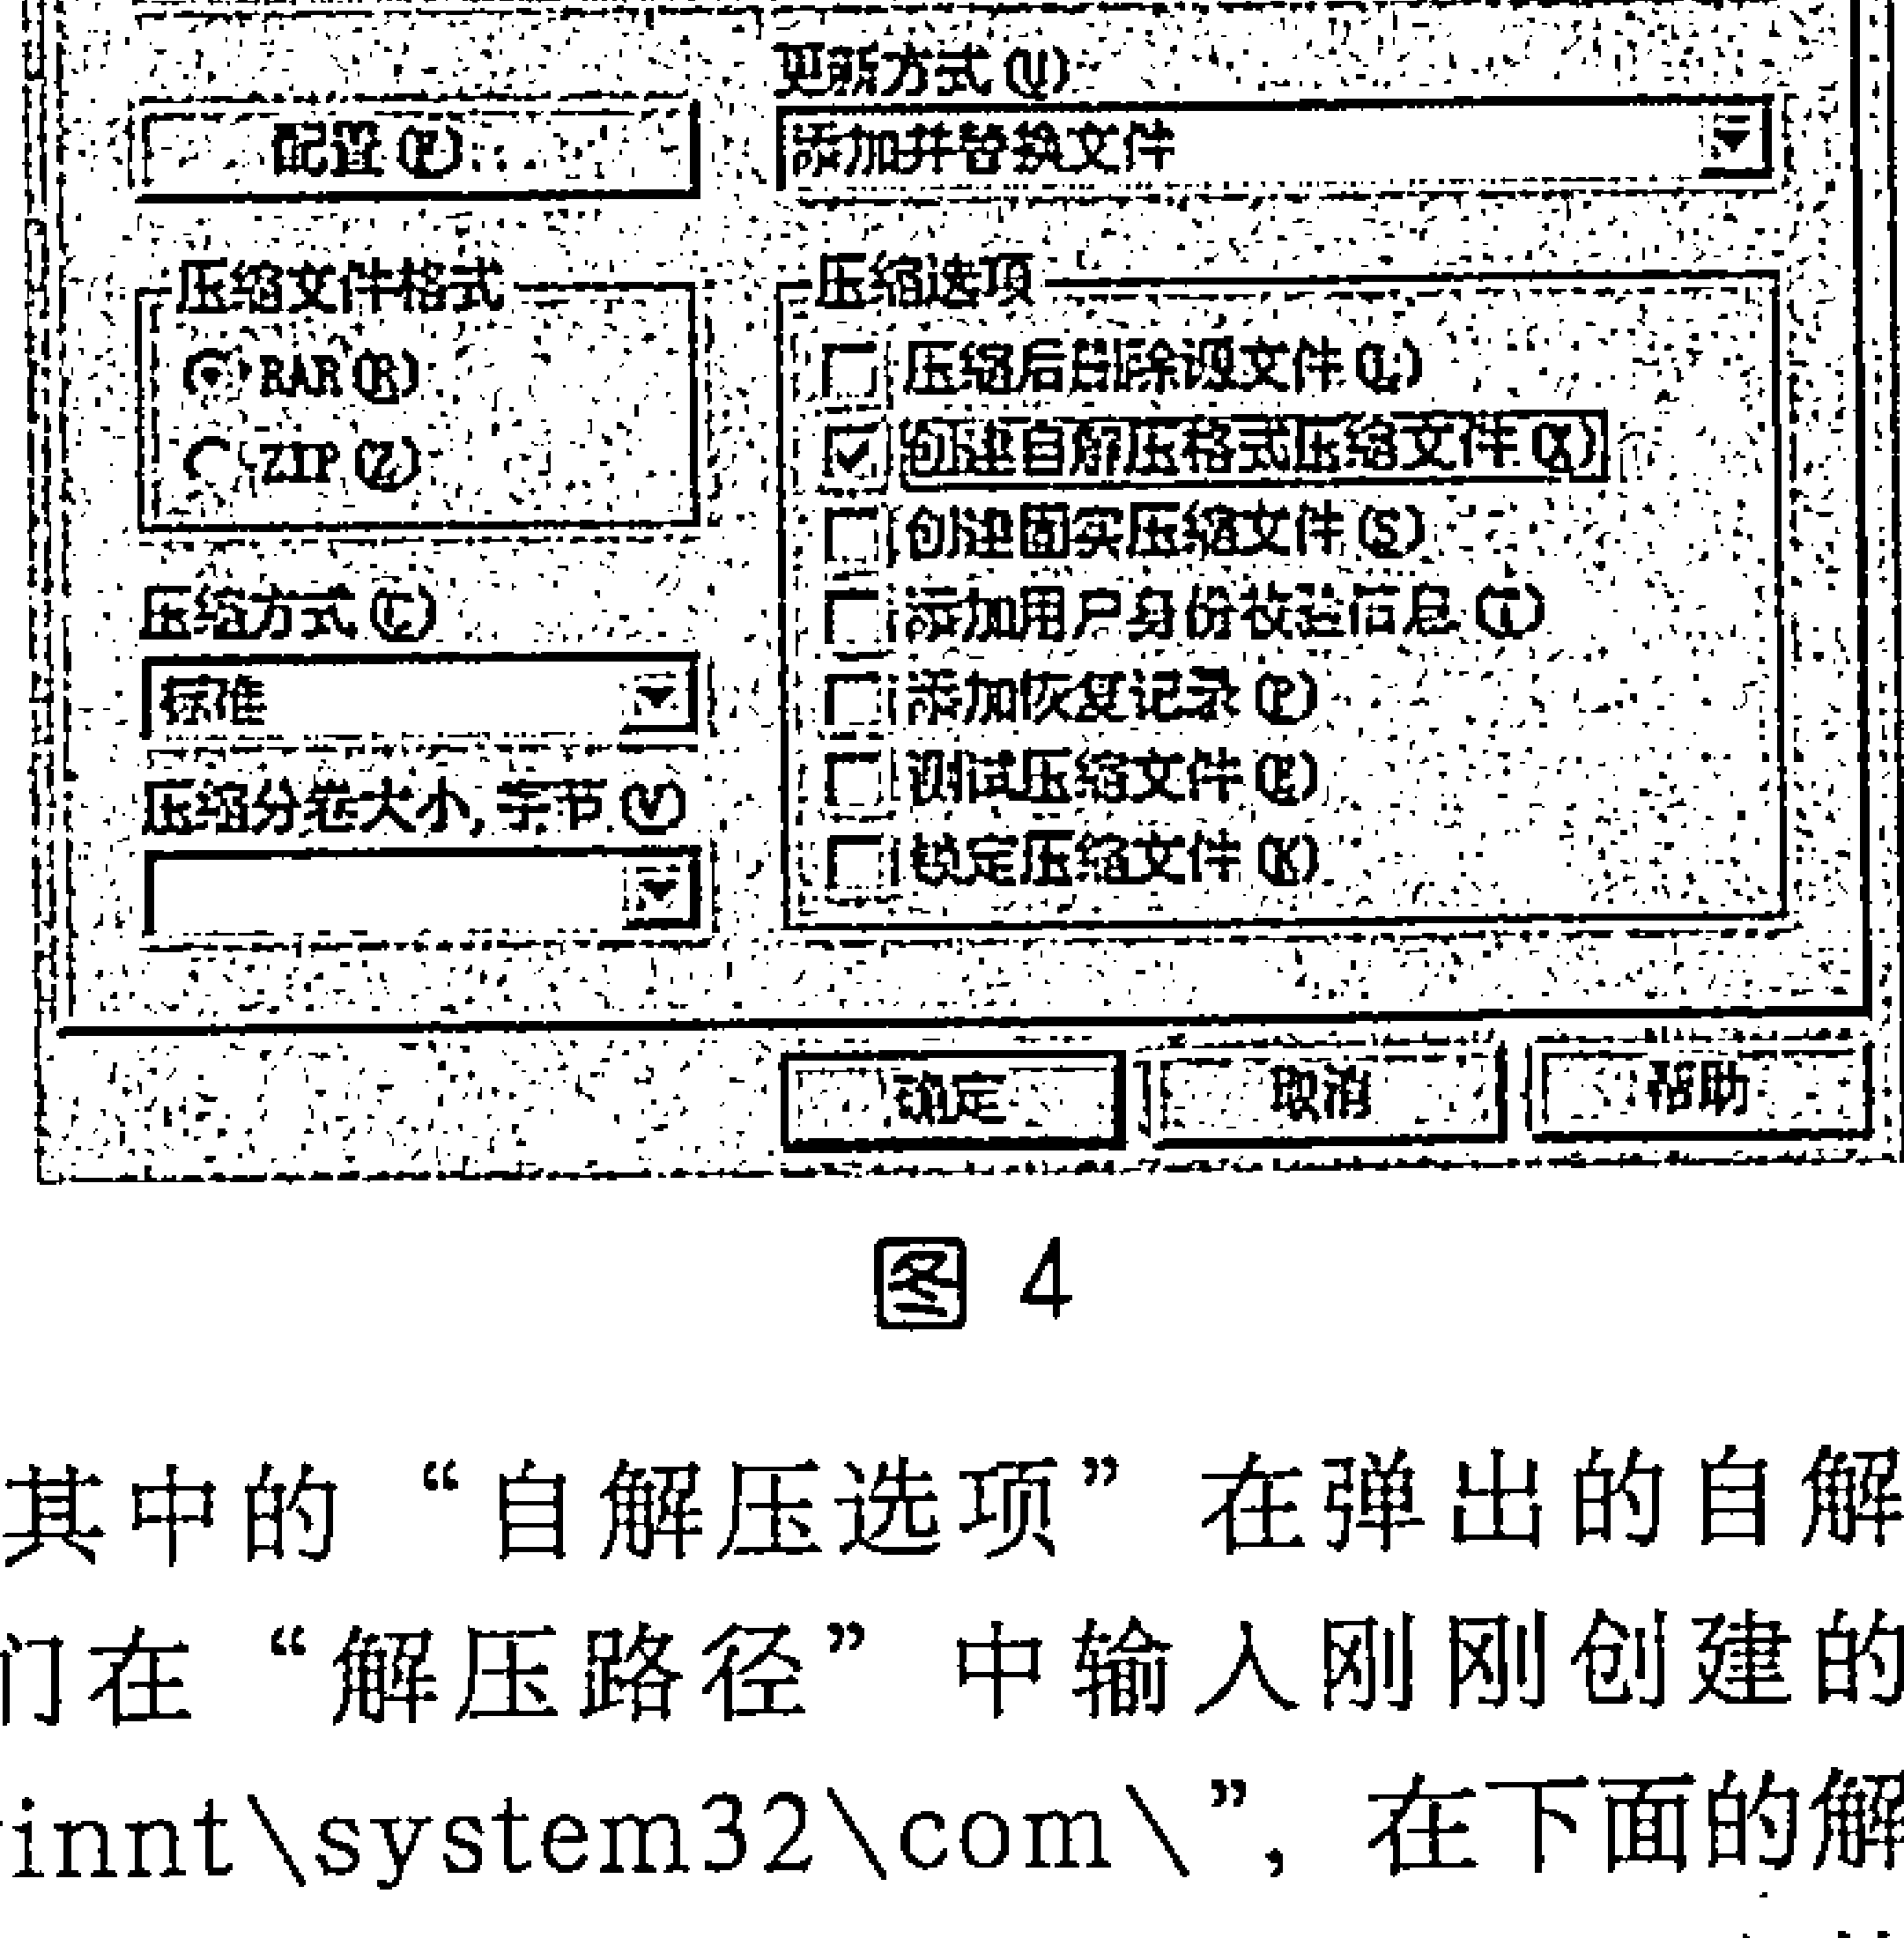 更新方式(U)
配置(F)
添加并替换文件
压缩文件格式
RAR(R)
ZIP(Z)
压缩方式(C)
标准
压缩分卷大小,字节(V)
压缩选项
压缩后删除源文件(L)
创建自解压格式压缩文件(X)
创建固实压缩文件(S)
添加用户身份校验信息(T)
添加恢复记录(P)
测试压缩文件(E)
锁定压缩文件(K)
确定
取消
帮助
图 4
其中的“自解压选项”在弹出的自解
们在“解压路径”中输入刚刚创建的
innt\system32\com\”,在下面的解